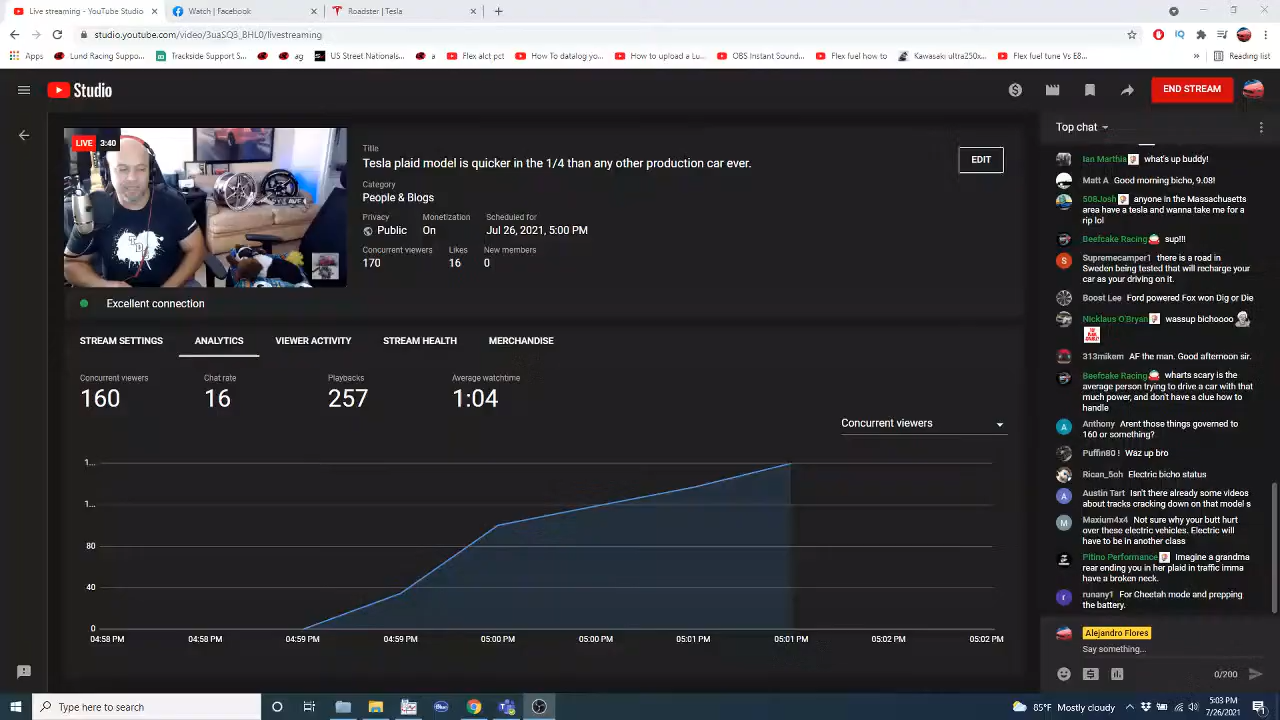 Live streaming - YouTube Studio
Watch | Facebook
Roadster | Tesla
studio.youtube.com/video/3uaSQ3_BHL0/livestreaming
Apps
Lund Racing Suppo...
Trackside Support S...
ag
US Street Nationals...
a
Flex alct pct
How To datalog yo...
How to upload a Lu...
OBS Instant Sound...
Flex fuel how to
Kawasaki ultra250x...
Flex fuel tune Vs E8...
»
Reading list
Studio
END STREAM
LIVE 3:40
Title
Tesla plaid model is quicker in the 1/4 than any other production car ever.
EDIT
Category
People & Blogs
Privacy
Monetization
Scheduled for
Public
On
Jul 26, 2021, 5:00 PM
Concurrent viewers
Likes
New members
170
16
0
Excellent connection
STREAM SETTINGS
ANALYTICS
VIEWER ACTIVITY
STREAM HEALTH
MERCHANDISE
Concurrent viewers
Chat rate
Playbacks
Average watchtime
160
16
257
1:04
Concurrent viewers
1...
1...
80
40
0
04:58 PM
04:58 PM
04:59 PM
04:59 PM
05:00 PM
05:00 PM
05:01 PM
05:01 PM
05:02 PM
05:02 PM
Top chat
Ian Marthia what's up buddy!
Matt A Good morning bicho, 9.08!
508Josh anyone in the Massachusetts
area have a tesla and wanna take me for a
rip lol
Beefcake Racing sup!!!
Supremecamper1 there is a road in
Sweden being tested that will recharge your
car as your driving on it.
Boost Lee Ford powered Fox won Dig or Die
Nicklaus O'Bryan wassup bichoooo
313mikem AF the man. Good afternoon sir.
Beefcake Racing wharts scary is the
average person trying to drive a car with that
much power, and don't have a clue how to
handle
Anthony Arent those things governed to
160 or something?
Puffin80 ! Waz up bro
Rican_5oh Electric bicho status
Austin Tart Isn't there already some videos
about tracks cracking down on that model s
Maxium4x4 Not sure why your butt hurt
over these electric vehicles. Electric will
have to be in another class
Pitino Performance Imagine a grandma
rear ending you in her plaid in traffic imma
have a broken neck.
runany1 For Cheetah mode and prepping
the battery.
Alejandro Flores
Say something...
0/200
Type here to search
85°F Mostly cloudy
5:03 PM
7/26/2021